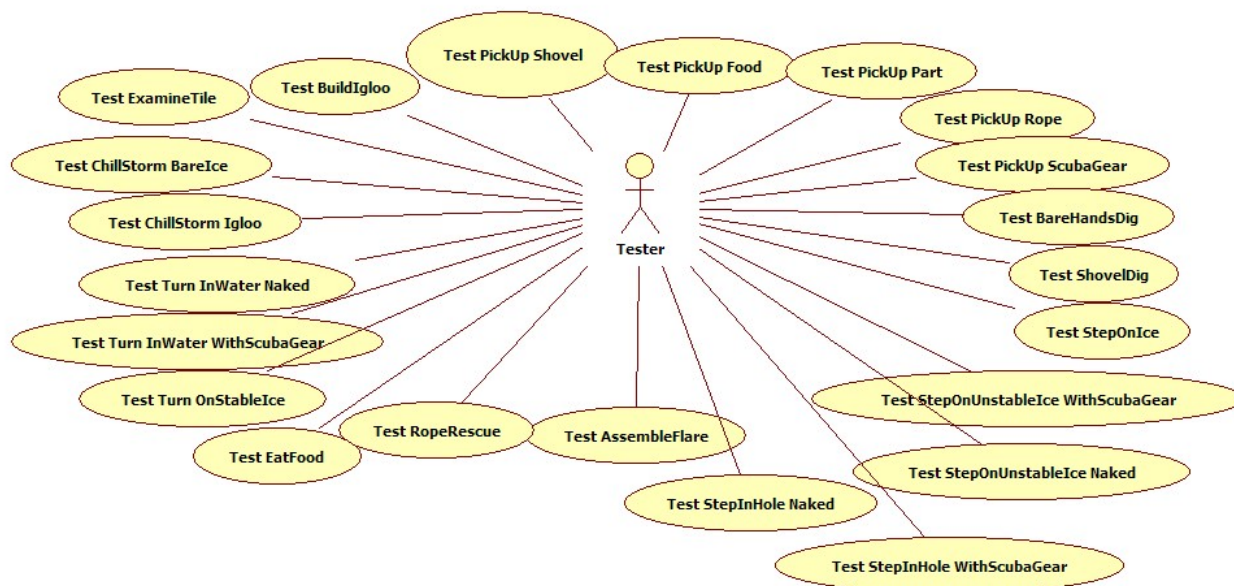 Test PickUp Shovel
Test PickUp Food
Test PickUp Part
Test BuildIgloo
Test ExamineTile
Test PickUp Rope
Test ChillStorm BareIce
Test PickUp ScubaGear
Test ChillStorm Igloo
Test BareHandsDig
Tester
Test ShovelDig
Test Turn InWater Naked
Test StepOnIce
Test Turn InWater WithScubaGear
Test Turn OnStableIce
Test StepOnUnstableIce WithScubaGear
Test RopeRescue
Test AssembleFlare
Test EatFood
Test StepOnUnstableIce Naked
Test StepInHole Naked
Test StepInHole WithScubaGear